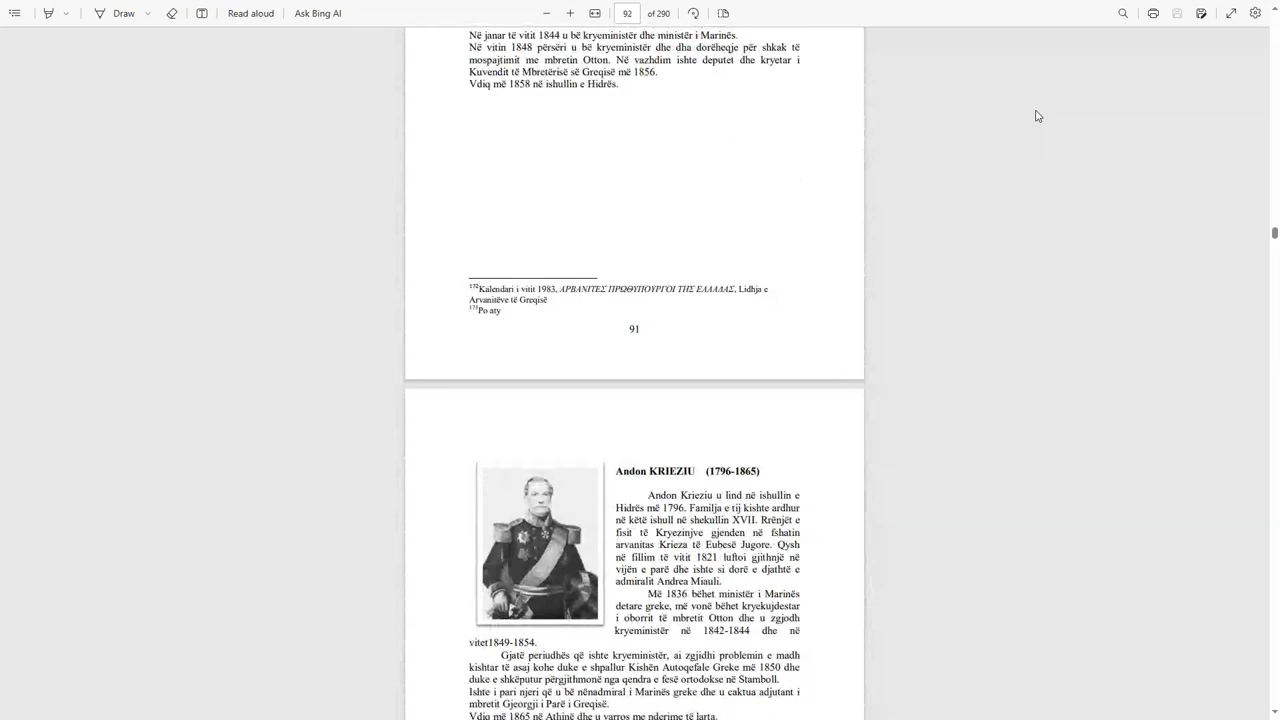 Draw
Read aloud
Ask Bing AI
92
of 290
Në janar të vitit 1844 u bë kryeministër dhe ministër i Marinës.
Në vitin 1848 përsëri u bë kryeministër dhe dha dorëheqje për shkak të
mospajtimit me mbretin Otton. Në vazhdim ishte deputet dhe kryetar i
Kuvendit të Mbretërisë së Greqisë më 1856.
Vdiq më 1858 në ishullin e Hidrës.
172Kalendari i vitit 1983, ΑΡΒΑΝΙΤΕΣ ΠΡΩΘΥΠΟΥΡΓΟΙ ΤΗΣ ΕΛΛΑΔΑΣ, Lidhja e
Arvanitëve të Greqisë
173Po aty
91
Andon KRIEZIU (1796-1865)
Andon Krieziu u lind në ishullin e
Hidrës më 1796. Familja e tij kishte ardhur
në këtë ishull në shekullin XVII. Rrënjët e
fisit të Kryezinjve gjenden në fshatin
arvanitas Krieza të Eubesë Jugore. Qysh
në fillim të vitit 1821 luftoi gjithnjë në
vijën e parë dhe ishte si dorë e djathtë e
admiralit Andrea Miauli.
Më 1836 bëhet ministër i Marinës
detare greke, më vonë bëhet kryekujdestar
i oborrit të mbretit Otton dhe u zgjodh
kryeministër në 1842-1844 dhe në
vitet1849-1854.
Gjatë periudhës që ishte kryeministër, ai zgjidhi problemin e madh
kishtar të asaj kohe duke e shpallur Kishën Autoqefale Greke më 1850 dhe
duke e shkëputur përgjithmonë nga qendra e fesë ortodokse në Stamboll.
Ishte i pari njeri që u bë nënadmiral i Marinës greke dhe u caktua adjutant i
mbretit Gjeorgji i Parë i Greqisë.
Vdiq më 1865 në Athinë dhe u varros me nderime të larta.